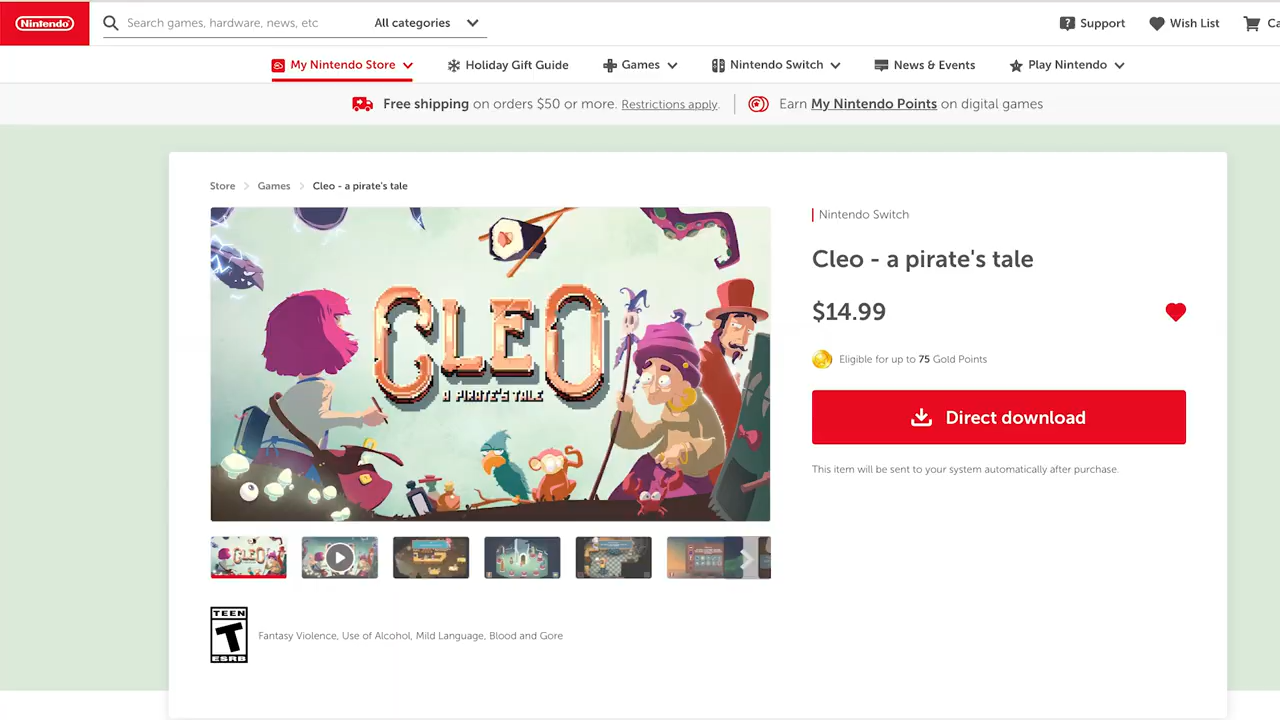 Nintendo
Search games, hardware, news, etc
All categories
Support
Wish List
Ca
My Nintendo Store
Holiday Gift Guide
Games
Nintendo Switch
News & Events
Play Nintendo
Free shipping on orders $50 or more. Restrictions apply.
Earn My Nintendo Points on digital games
Store
Games
Cleo - a pirate's tale
CLEO
A PIRATE'S TALE
Nintendo Switch
Cleo - a pirate's tale
$14.99
Eligible for up to 75 Gold Points
Direct download
This item will be sent to your system automatically after purchase.
CLEO
TEEN
T
ESRB
Fantasy Violence, Use of Alcohol, Mild Language, Blood and Gore